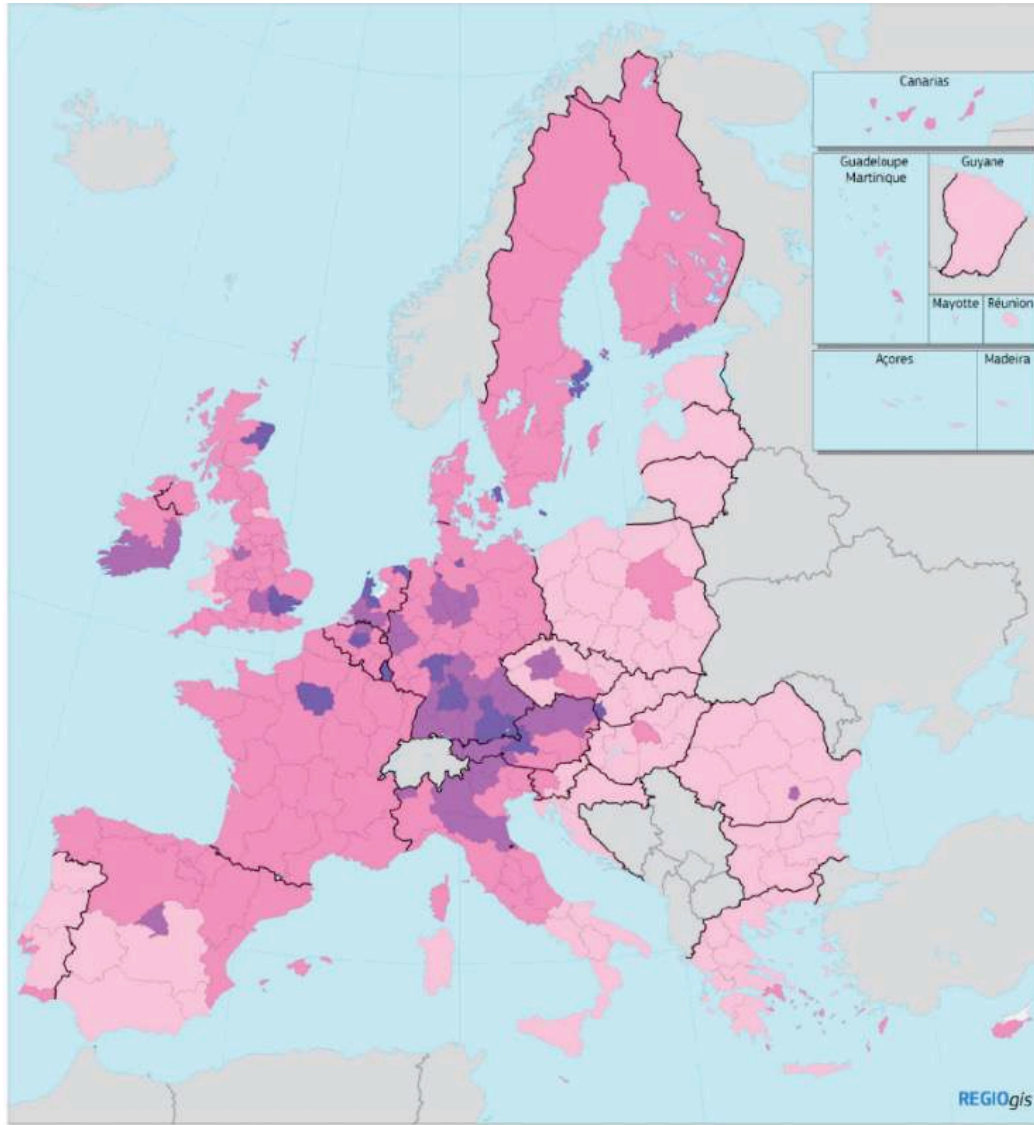 Canarias
Guadeloupe
Martinique
Guyane
Mayotte
Réunion
Açores
Madeira
REGIOgis